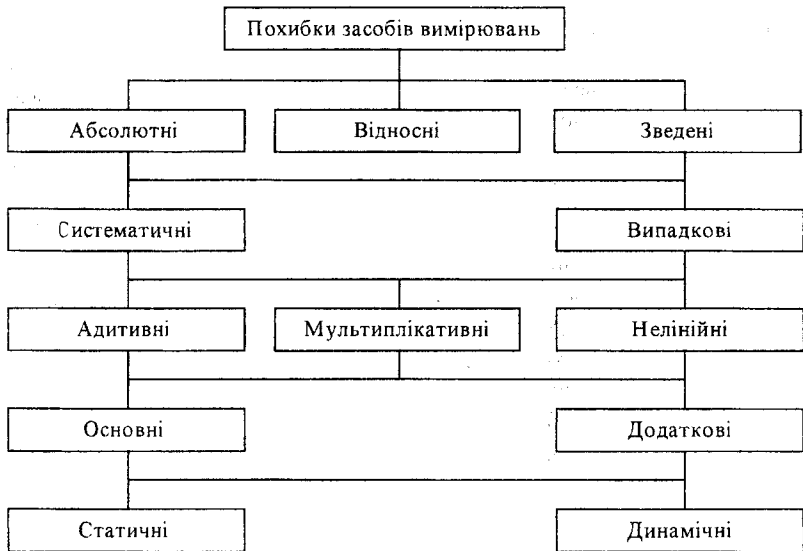 Похибки засобів вимірювань
Абсолютні
Відносні
Зведені
Систематичні
Випадкові
Адитивні
Мультиплікативні
Нелінійні
Основні
Додаткові
Статичні
Динамічні